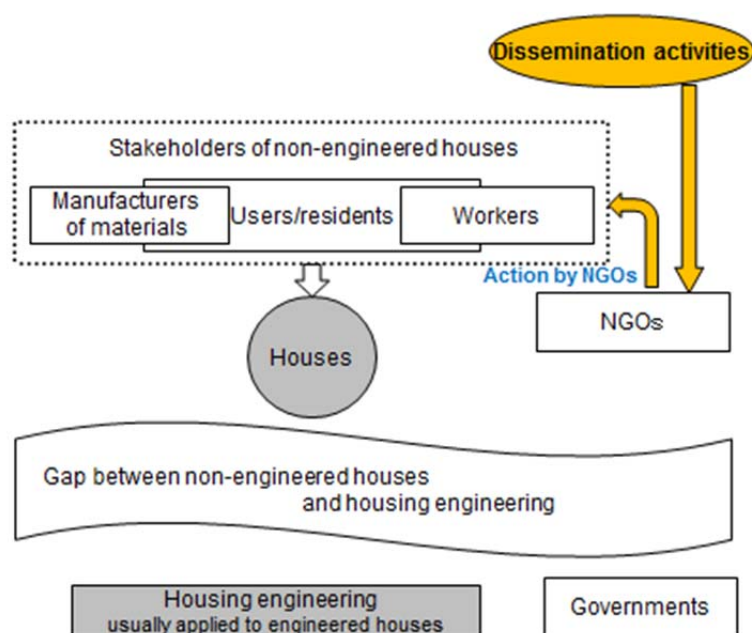 Dissemination activities
Stakeholders of non-engineered houses
Manufacturers
of materials
Users/residents
Workers
Action by NGOs
NGOs
Houses
Gap between non-engineered houses
and housing engineering
Housing engineering
usually applied to engineered houses
Governments